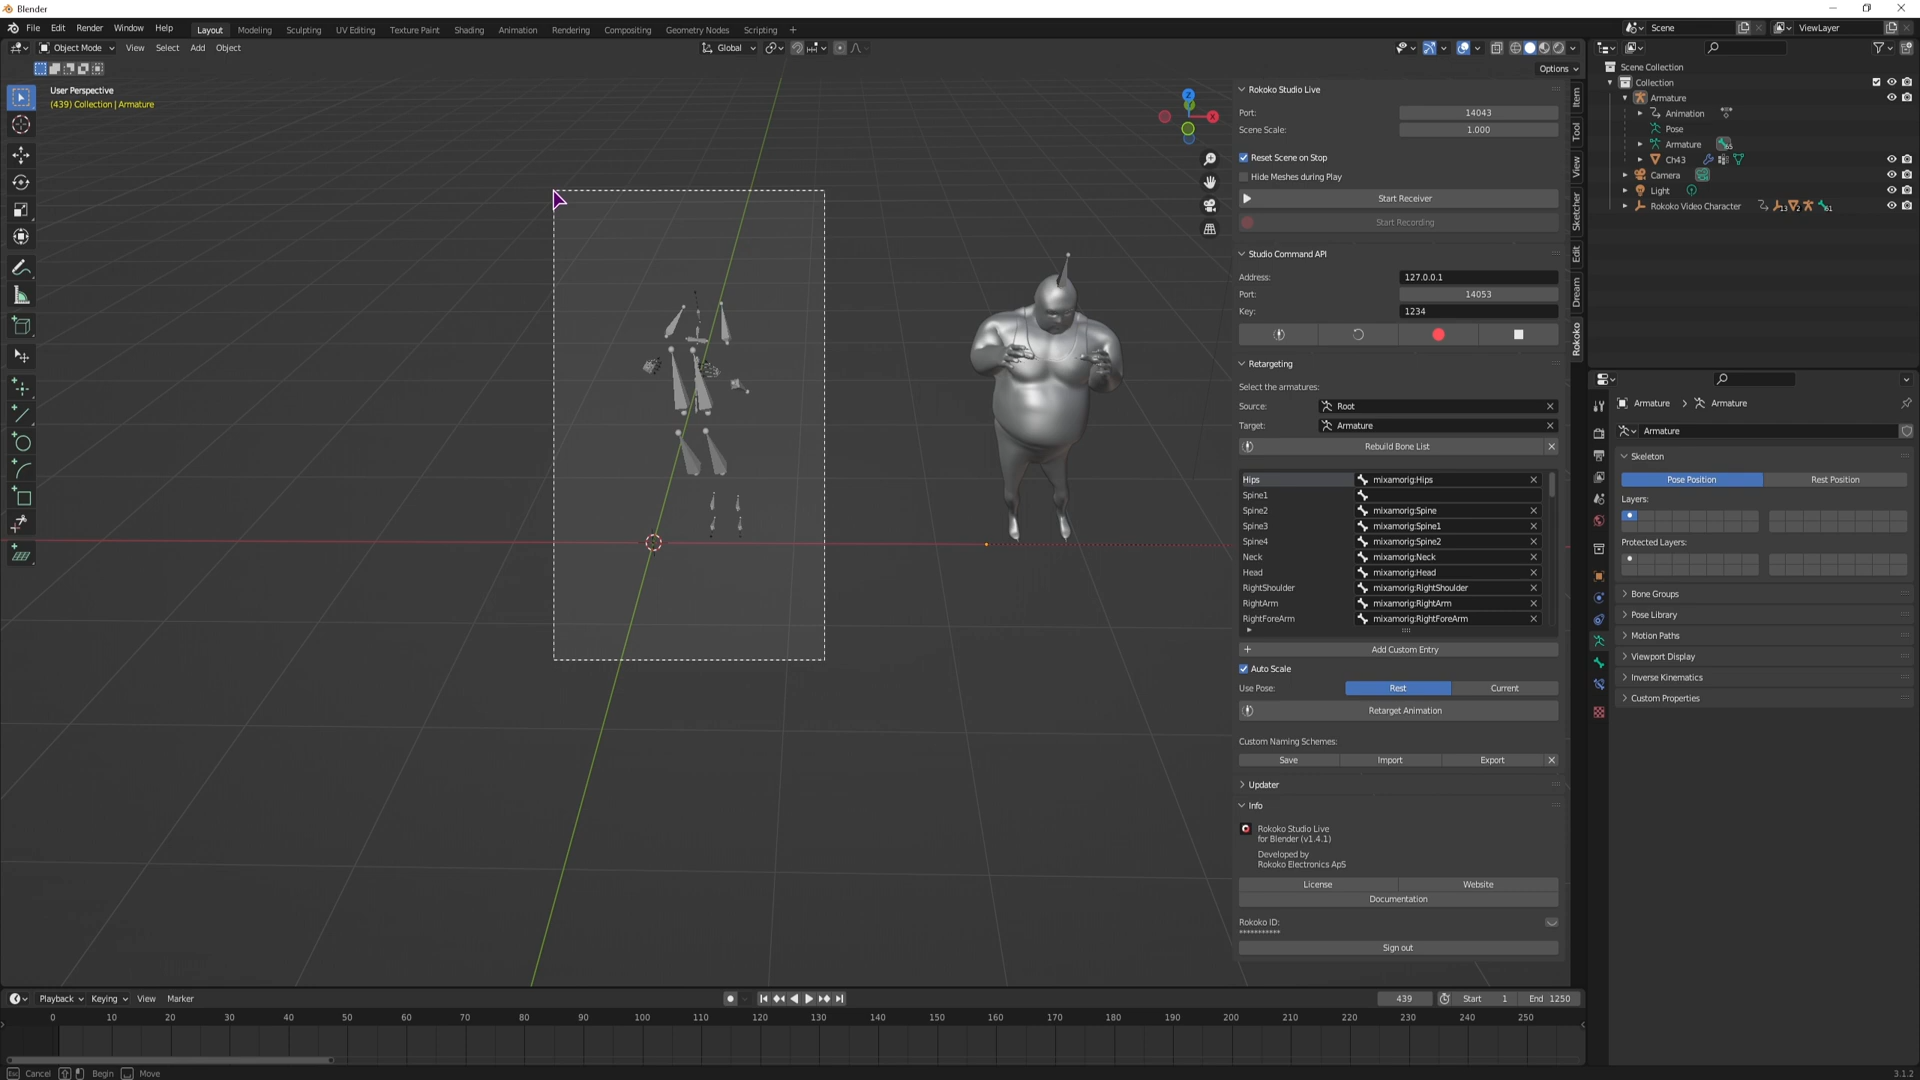 Blender
File Edit Render Window Help
Layout Modeling Sculpting UV Editing Texture Paint Shading Animation Rendering Compositing Geometry Nodes Scripting +
Scene
ViewLayer
Object Mode View Select Add Object
Global
Options
User Perspective
(439) Collection | Armature
Z
X
Rokoko Studio Live
Port: 14043
Scene Scale: 1.000
Reset Scene on Stop
Hide Meshes during Play
Start Receiver
Start Recording
Studio Command API
Address: 127.0.0.1
Port: 14053
Key: 1234
Retargeting
Select the armatures:
Source: Root
Target: Armature
Rebuild Bone List
Hips mixamorig:Hips
Spine1
Spine2 mixamorig:Spine
Spine3 mixamorig:Spine1
Spine4 mixamorig:Spine2
Neck mixamorig:Neck
Head mixamorig:Head
RightShoulder mixamorig:RightShoulder
RightArm mixamorig:RightArm
RightForeArm mixamorig:RightForeArm
Add Custom Entry
Auto Scale
Use Pose: Rest Current
Retarget Animation
Custom Naming Schemes:
Save Import Export
Updater
Info
Rokoko Studio Live
for Blender (v1.4.1)
Developed by
Rokoko Electronics ApS
License Website
Documentation
Rokoko ID:
***********
Sign out
Item
Tool
View
Sketcher
Edit
Dream
Rokoko
Scene Collection
Collection
Armature
Animation
Pose
Armature
Ch43
Camera
Light
Rokoko Video Character
Armature > Armature
Armature
Skeleton
Pose Position Rest Position
Layers:
Protected Layers:
Bone Groups
Pose Library
Motion Paths
Viewport Display
Inverse Kinematics
Custom Properties
Playback Keying View Marker
439 Start 1 End 1250
0 10 20 30 40 50 60 70 80 90 100 110 120 130 140 150 160 170 180 190 200 210 220 230 240 250
Cancel Begin Move
3.1.2